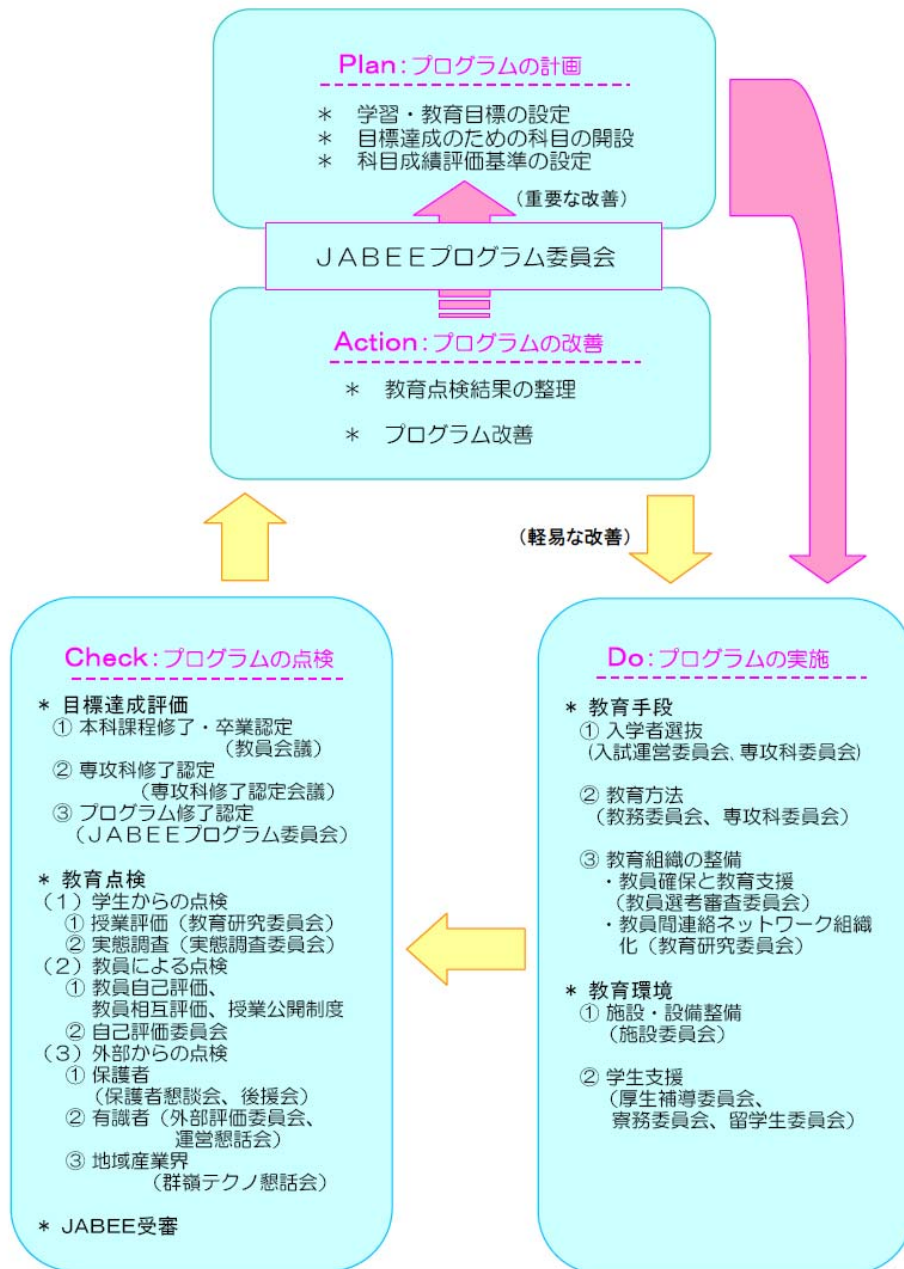 Plan:プログラムの計画
* 学習・教育目標の設定
* 目標達成のための科目の開設
* 科目成績評価基準の設定
(重要な改善)
JABEEプログラム委員会
Action:プログラムの改善
* 教育点検結果の整理
* プログラム改善
(軽易な改善)
Check:プログラムの点検
* 目標達成評価
① 本科課程修了・卒業認定
(教員会議)
② 専攻科修了認定
(専攻科修了認定会議)
③ プログラム修了認定
(JABEEプログラム委員会)
* 教育点検
(1)学生からの点検
① 授業評価(教育研究委員会)
② 実態調査(実態調査委員会)
(2)教員による点検
① 教員自己評価、
教員相互評価、授業公開制度
② 自己評価委員会
(3)外部からの点検
① 保護者
(保護者懇談会、後援会)
② 有識者(外部評価委員会、
運営懇話会)
③ 地域産業界
(群嶺テクノ懇話会)
* JABEE受審
Do:プログラムの実施
* 教育手段
① 入学者選抜
(入試運営委員会、専攻科委員会)
② 教育方法
(教務委員会、専攻科委員会)
③ 教育組織の整備
・教員確保と教育支援
(教員選考審査委員会)
・教員間連絡ネットワーク組織
化(教育研究委員会)
* 教育環境
① 施設・設備整備
(施設委員会)
② 学生支援
(厚生補導委員会、
寮務委員会、留学生委員会)